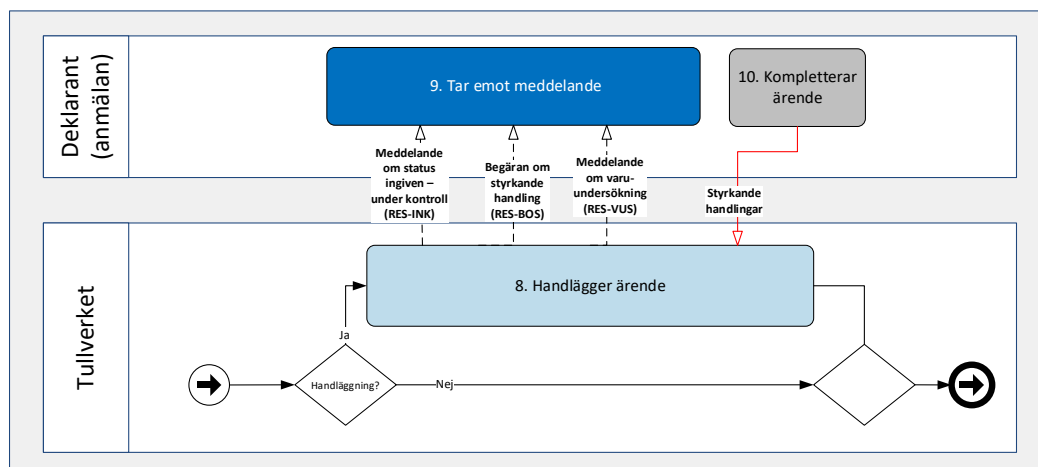 Deklarant
(anmälan)
9. Tar emot meddelande
10. Kompletterar
ärende
Meddelande
om status
ingiven –
under kontroll
(RES-INK)
Begäran om
styrkande
handling
(RES-BOS)
Meddelande
om varu-
undersökning
(RES-VUS)
Styrkande
handlingar
Tullverket
8. Handlägger ärende
Ja
Handläggning?
Nej